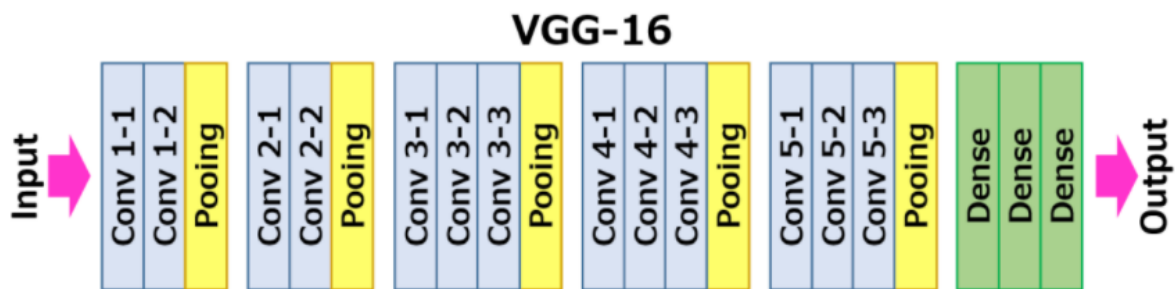 VGG-16
Input
Conv 1-1
Conv 1-2
Pooing
Conv 2-1
Conv 2-2
Pooing
Conv 3-1
Conv 3-2
Conv 3-3
Pooing
Conv 4-1
Conv 4-2
Conv 4-3
Pooing
Conv 5-1
Conv 5-2
Conv 5-3
Pooing
Dense
Dense
Dense
Output